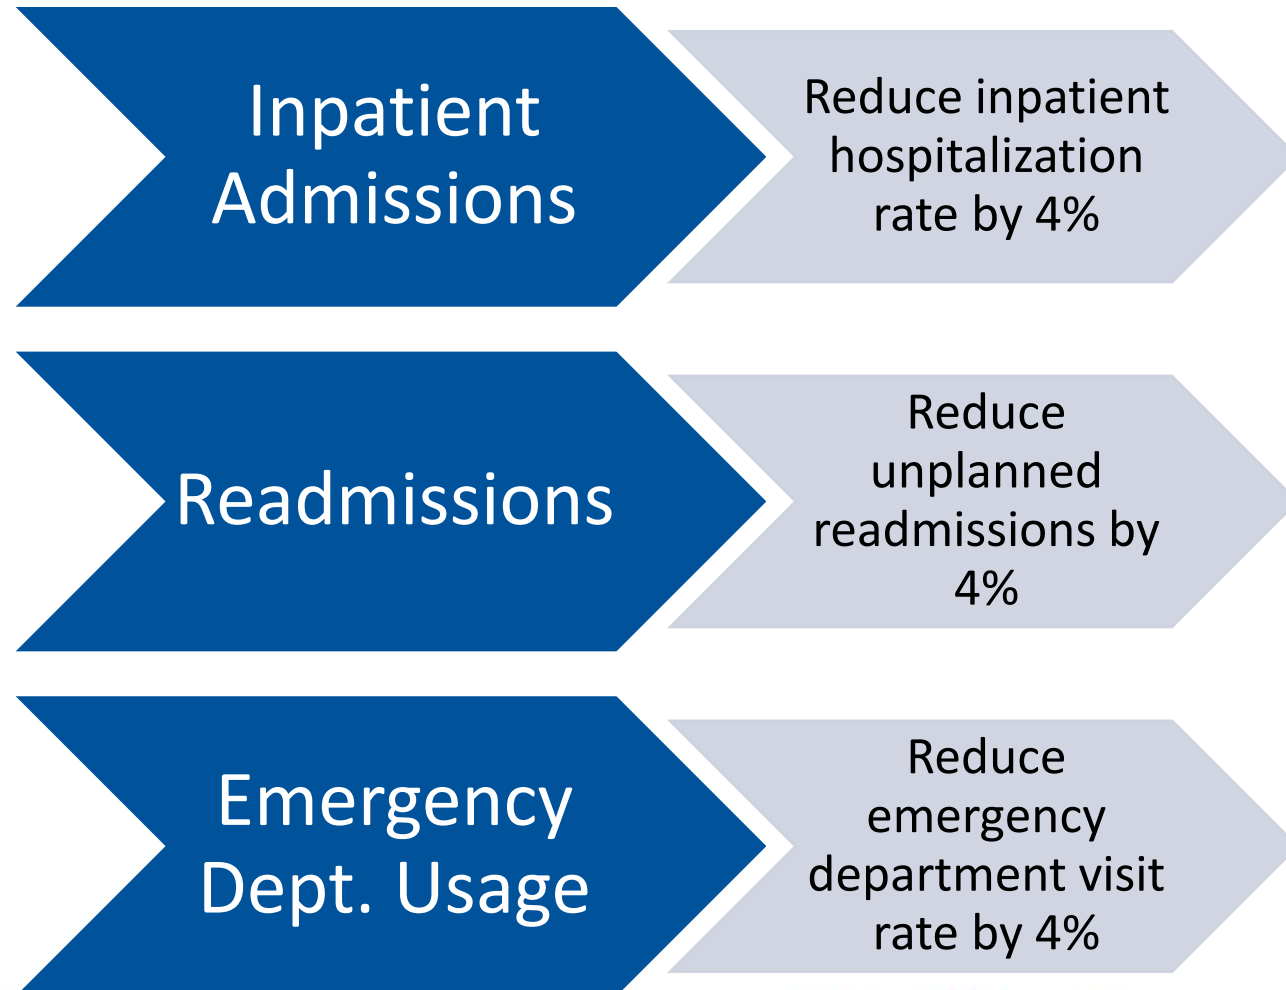 Inpatient
Admissions
Reduce inpatient
hospitalization
rate by 4%
Readmissions
Reduce
unplanned
readmissions by
4%
Emergency
Dept. Usage
Reduce
emergency
department visit
rate by 4%